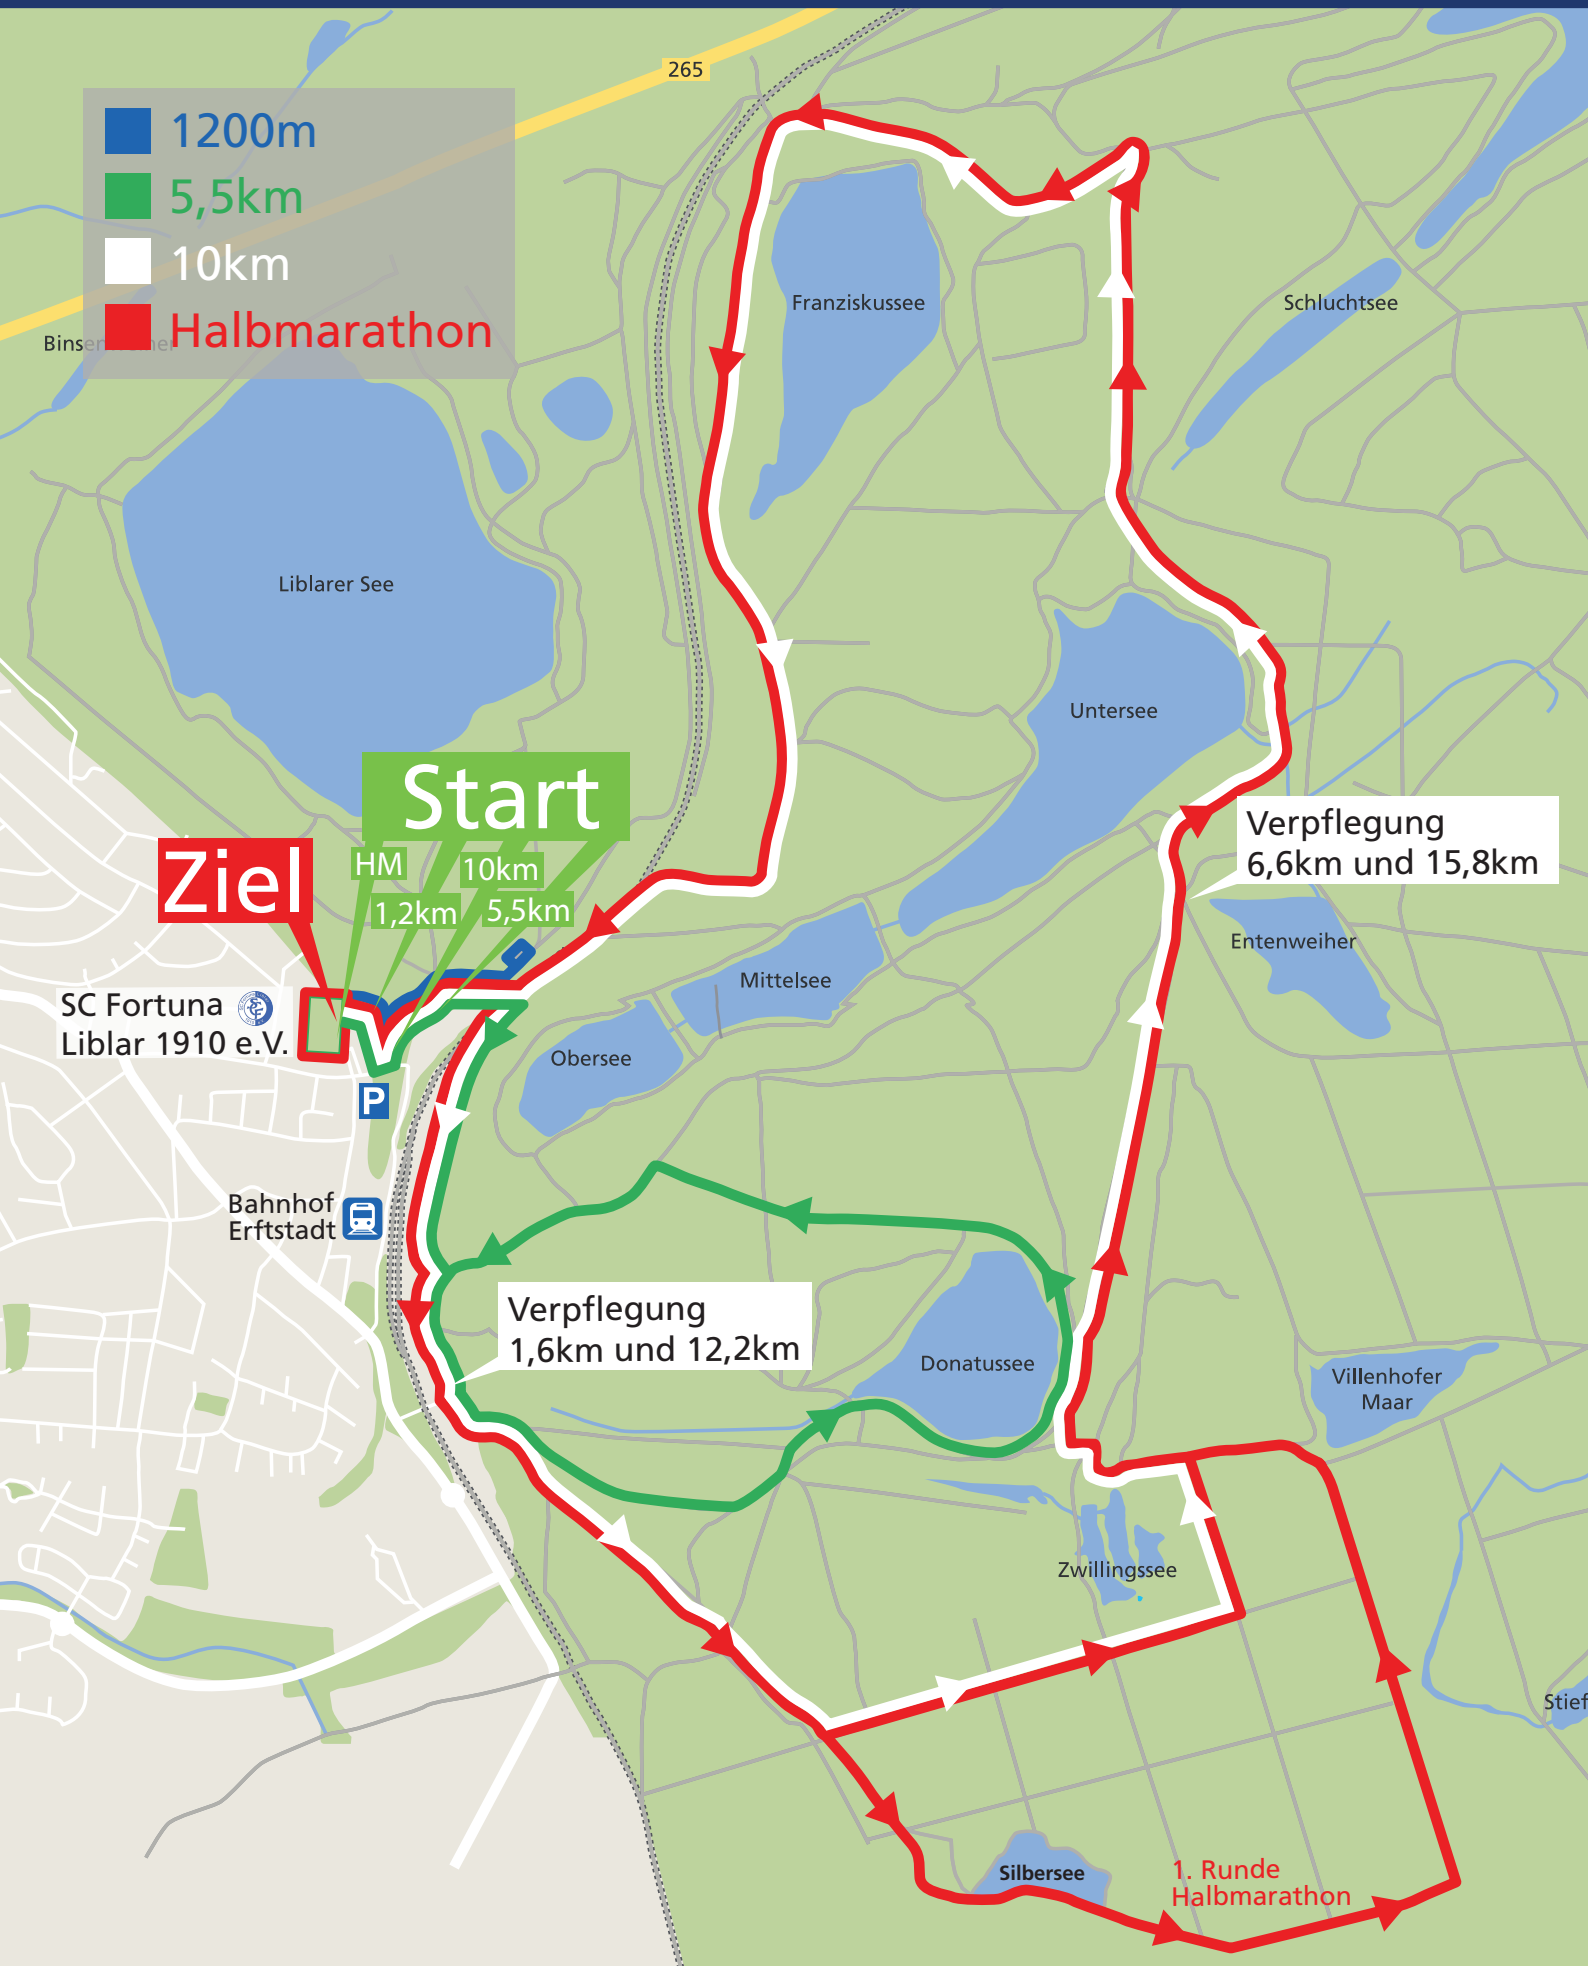 265
1200m
5,5km
10km
Halbmarathon
Franziskussee
Schluchtsee
Liblarer See
Untersee
Start
Ziel
HM
10km
1,2km
5,5km
Verpflegung
6,6km und 15,8km
Entenweiher
Mittelsee
SC Fortuna
Liblar 1910 e.V.
Obersee
P
Bahnhof
Erftstadt
Verpflegung
1,6km und 12,2km
Donatussee
Villenhofer
Maar
Zwillingssee
Stief
Silbersee
1. Runde
Halbmarathon